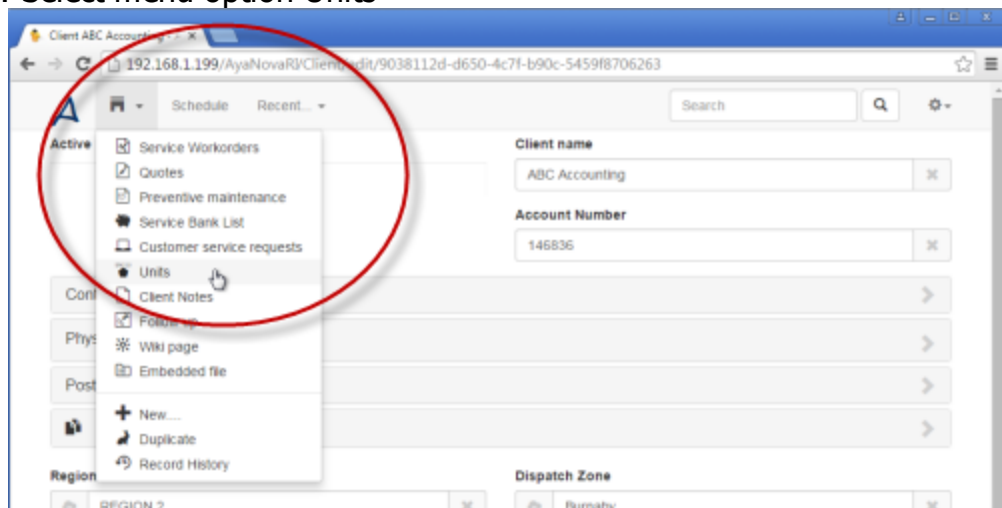 . Select menu option Units
Client ABC Accounting - 
192.168.1.199/AyaNovaRI/Client/edit/9038112d-d650-4c7f-b90c-5459f8706263
Schedule Recent... Search
Active
Client name
Service Workorders
ABC Accounting
Quotes
Preventive maintenance
Account Number
Service Bank List
146836
Customer service requests
Units
Client Notes
Follow up
Phys
Wiki page
Embedded file
Post
New....
Duplicate
Record History
Region
Dispatch Zone
REGION 2
Burnaby